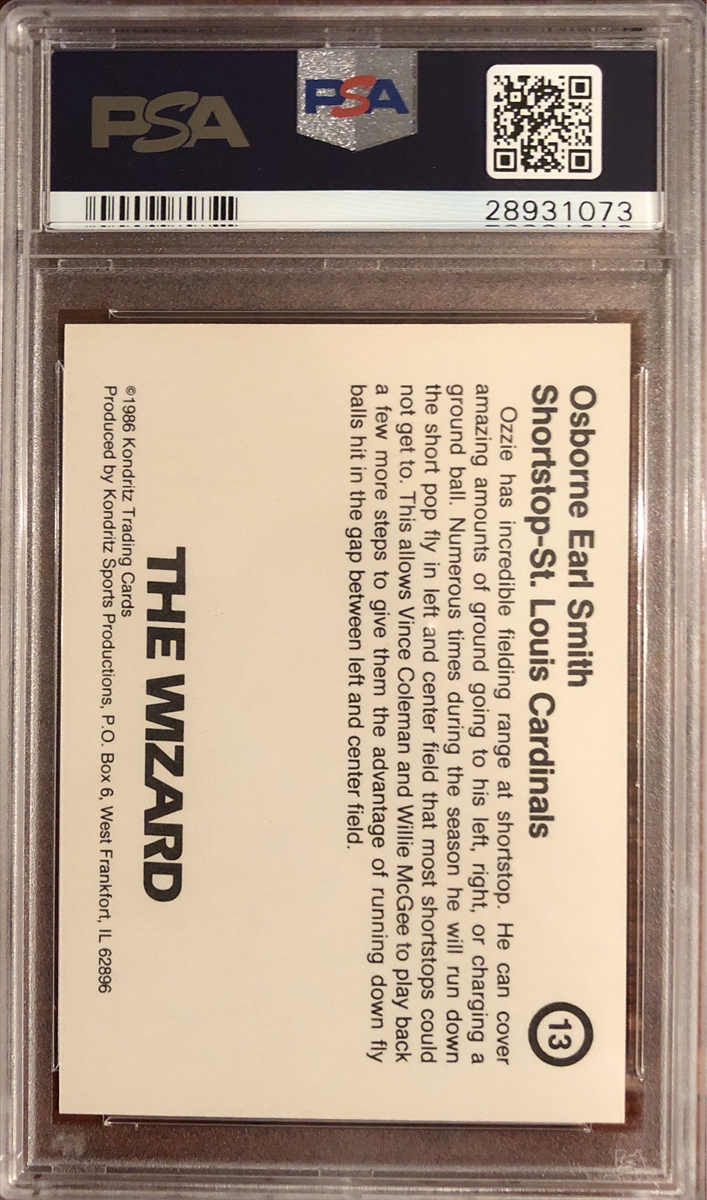 PSA
PSA
28931073
Osborne Earl Smith
Shortstop-St. Louis Cardinals
13
Ozzie has incredible fielding range at shortstop. He can cover
amazing amounts of ground going to his left, right, or charging a
ground ball. Numerous times during the season he will run down
the short pop fly in left and center field that most shortstops could
not get to. This allows Vince Coleman and Willie McGee to play back
a few more steps to give them the advantage of running down fly
balls hit in the gap between left and center field.
THE WIZARD
©1986 Kondritz Trading Cards
Produced by Kondritz Sports Productions, P.O. Box 6, West Frankfort, IL 62896